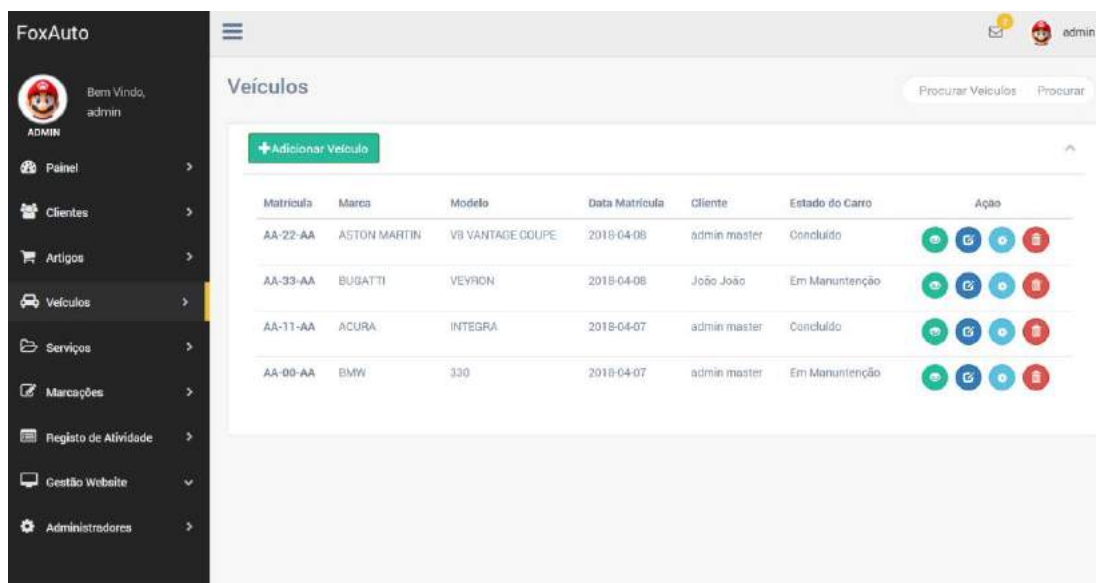 FoxAuto
admin
Bem Vindo,
admin
ADMIN
Painel
Clientes
Artigos
Veículos
Serviços
Marcações
Registo de Atividade
Gestão Website
Administradores
Veículos
Procurar Veículos Procurar
Adicionar Veículo
Matrícula Marca Modelo Data Matrícula Cliente Estado do Carro Ação
AA-22-AA ASTON MARTIN V8 VANTAGE COUPE 2018-04-08 admin master Concluído
AA-33-AA BUGATTI VEYRON 2018-04-08 João João Em Manuntenção
AA-11-AA ACURA INTEGRA 2018-04-07 admin master Concluído
AA-00-AA BMW 330 2018-04-07 admin master Em Manuntenção